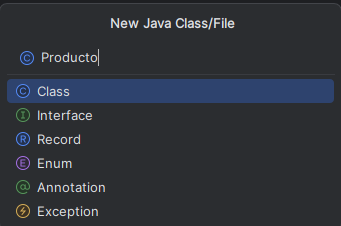 New Java Class/File
Producto
Class
Interface
Record
Enum
Annotation
Exception